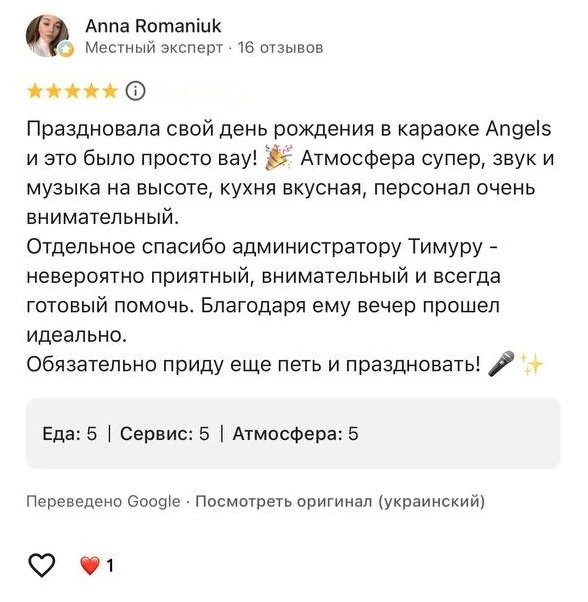 Anna Romaniuk
Местный эксперт · 16 отзывов
Праздновала свой день рождения в караоке Angels
и это было просто вау! 🎉 Атмосфера супер, звук и
музыка на высоте, кухня вкусная, персонал очень
внимательный.
Отдельное спасибо администратору Тимуру -
невероятно приятный, внимательный и всегда
готовый помочь. Благодаря ему вечер прошел
идеально.
Обязательно приду еще петь и праздновать! 🎤✨
Еда: 5 | Сервис: 5 | Атмосфера: 5
Переведено Google · Посмотреть оригинал (украинский)
❤️ 1